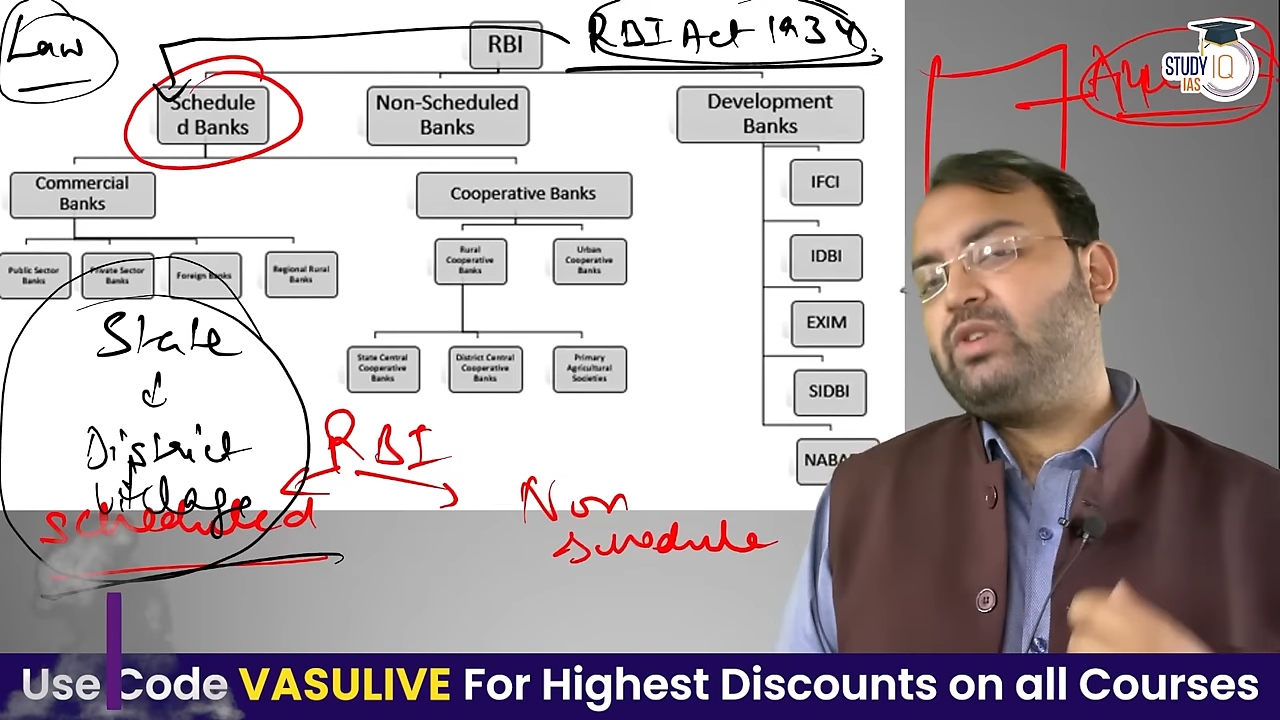 Law
RBI Act 1934
RBI
STUDY IQ
IAS
Schedule
d Banks
Non-Scheduled
Banks
Development
Banks
Commercial
Banks
Cooperative Banks
IFCI
Public Sector
Banks
Private Sector
Banks
Foreign Banks
Regional Rural
Banks
Rural
Cooperative
Banks
Urban
Cooperative
Banks
IDBI
EXIM
State
State Central
Cooperative
Banks
District Central
Cooperative
Banks
Primary
Agricultural
Societies
SIDBI
District
RBI
NABA
village
scheduled
Non
schedule
Use Code VASULIVE For Highest Discounts on all Courses